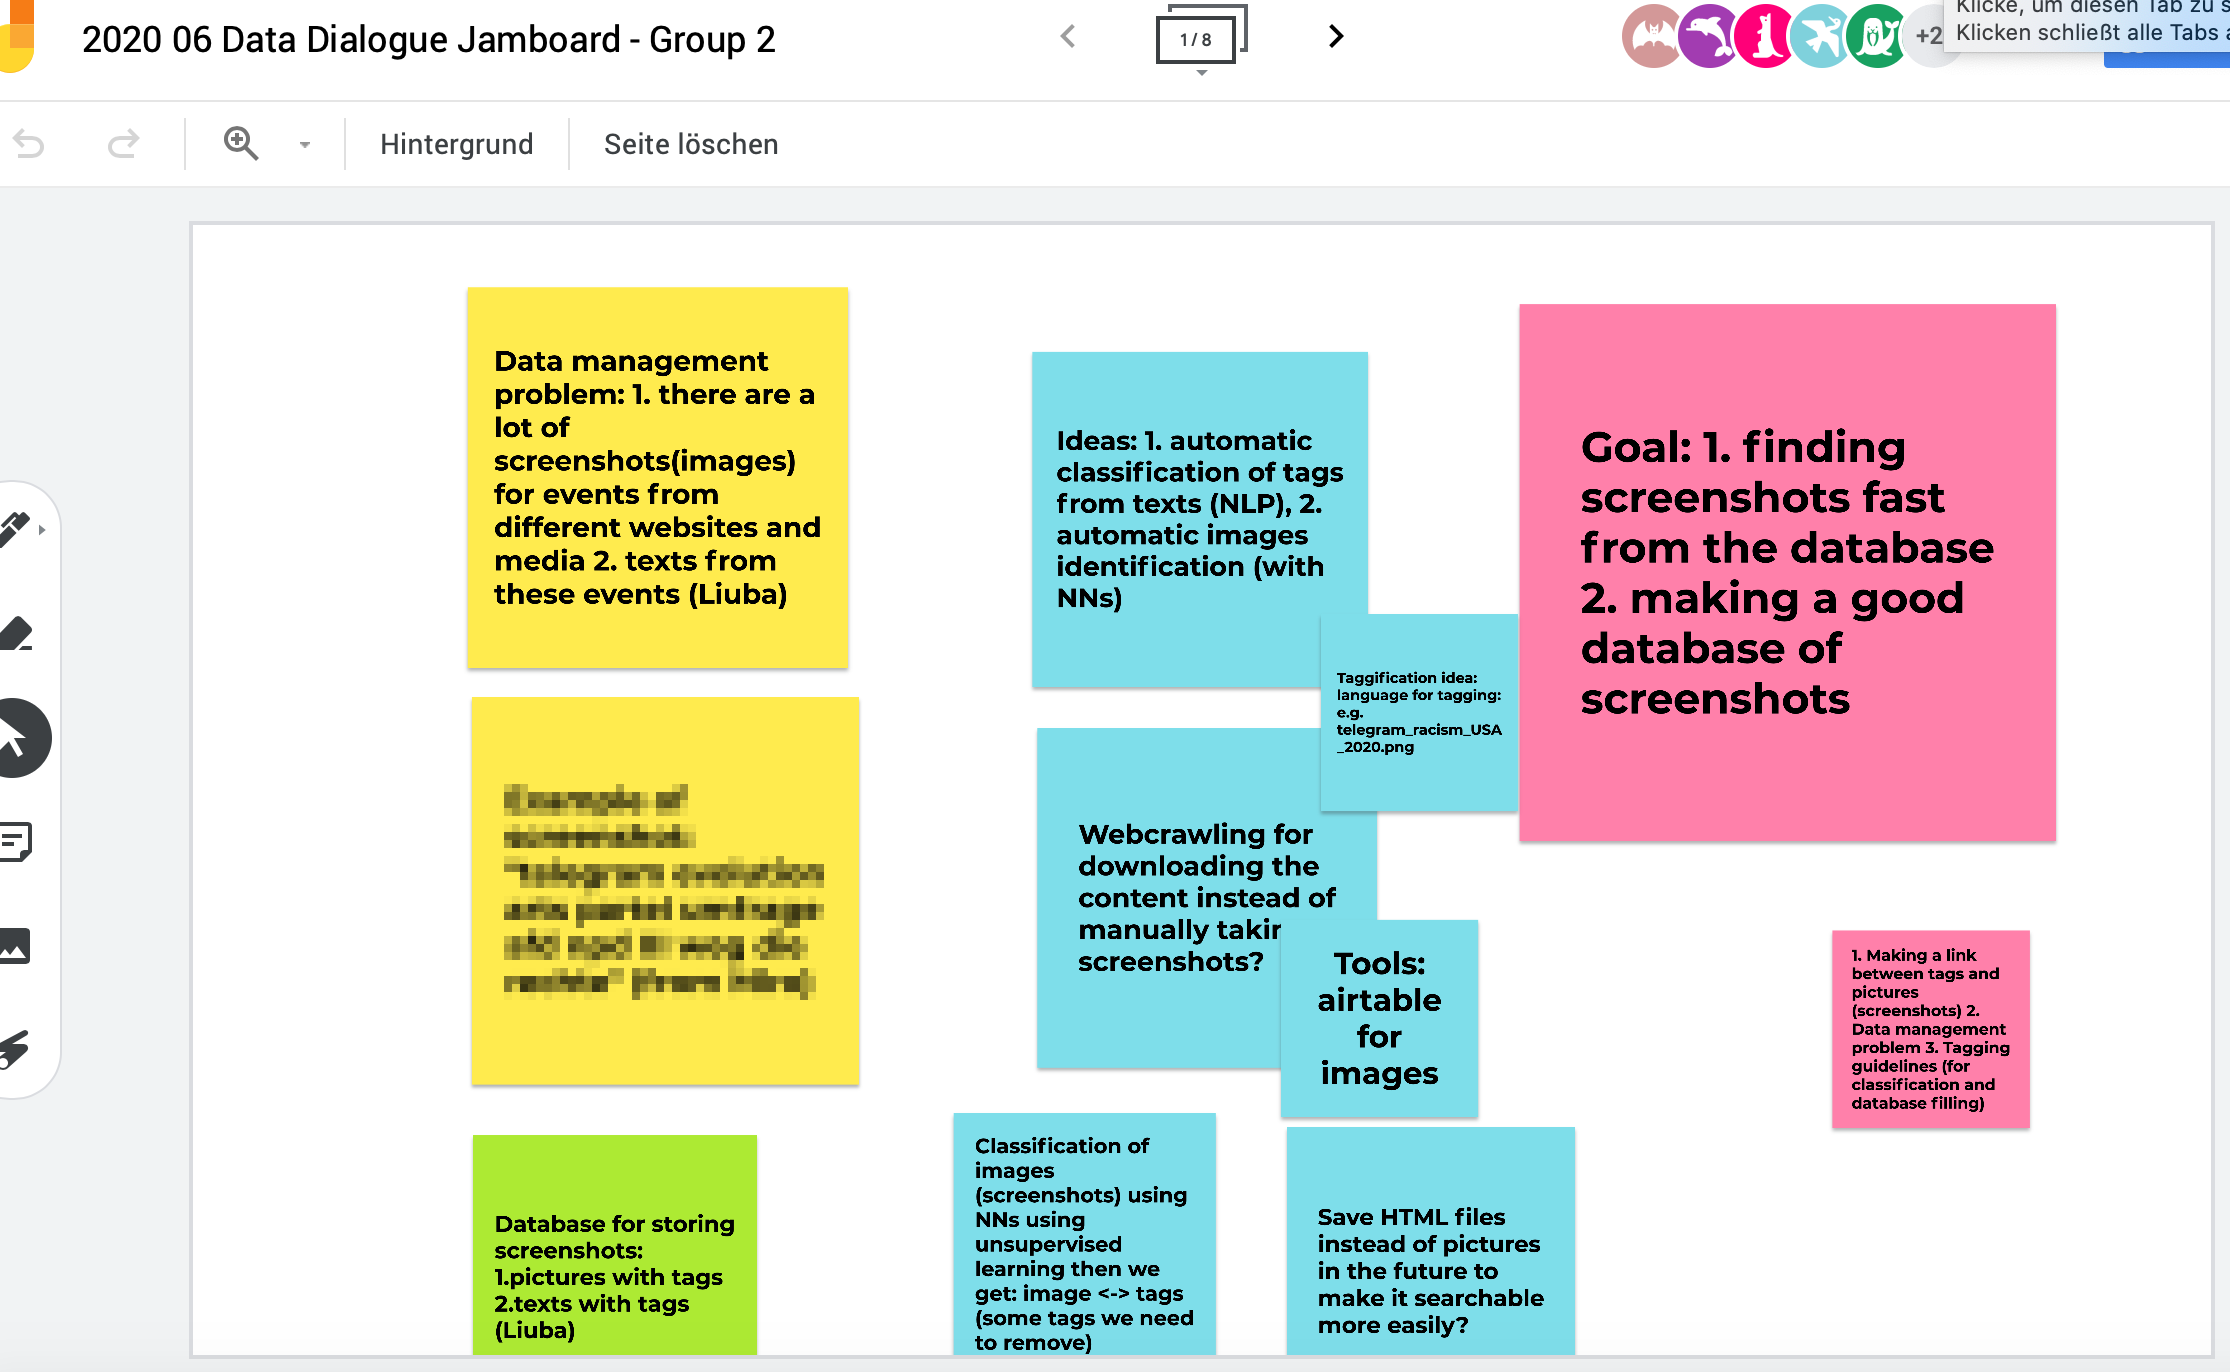 Klicke, um diesen Tab zu s
Klicken schließt alle Tabs a
2020 06 Data Dialogue Jamboard - Group 2
1 / 8
+2
Hintergrund
Seite löschen
Data management
problem: 1. there are a
lot of
screenshots(images)
for events from
different websites and
media 2. texts from
these events (Liuba)
Ideas: 1. automatic
classification of tags
from texts (NLP), 2.
automatic images
identification (with
NNs)
Goal: 1. finding
screenshots fast
from the database
2. making a good
database of
screenshots
Taggification idea:
language for tagging:
e.g.
telegram_racism_USA
_2020.png
Example of
screenshot:
"telegram evolution
Webcrawling for
downloading the
content instead of
manually takin
screenshots?
Tools:
airtable
for
images
1. Making a link
between tags and
pictures
(screenshots) 2.
Data management
problem 3. Tagging
guidelines (for
classification and
database filling)
Database for storing
screenshots:
1.pictures with tags
2.texts with tags
(Liuba)
Classification of
images
(screenshots) using
NNs using
unsupervised
learning then we
get: image <-> tags
(some tags we need
to remove)
Save HTML files
instead of pictures
in the future to
make it searchable
more easily?